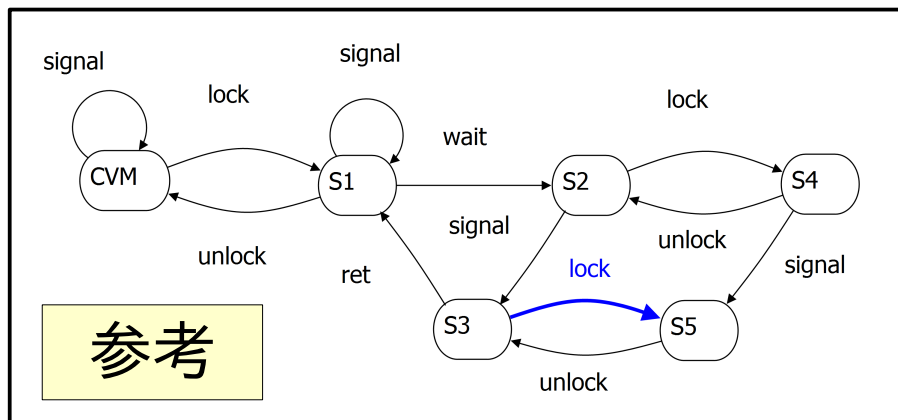 signal
signal
lock
lock
wait
CVM
S1
S2
S4
signal
unlock
unlock
ret
lock
signal
S3
S5
参考
unlock